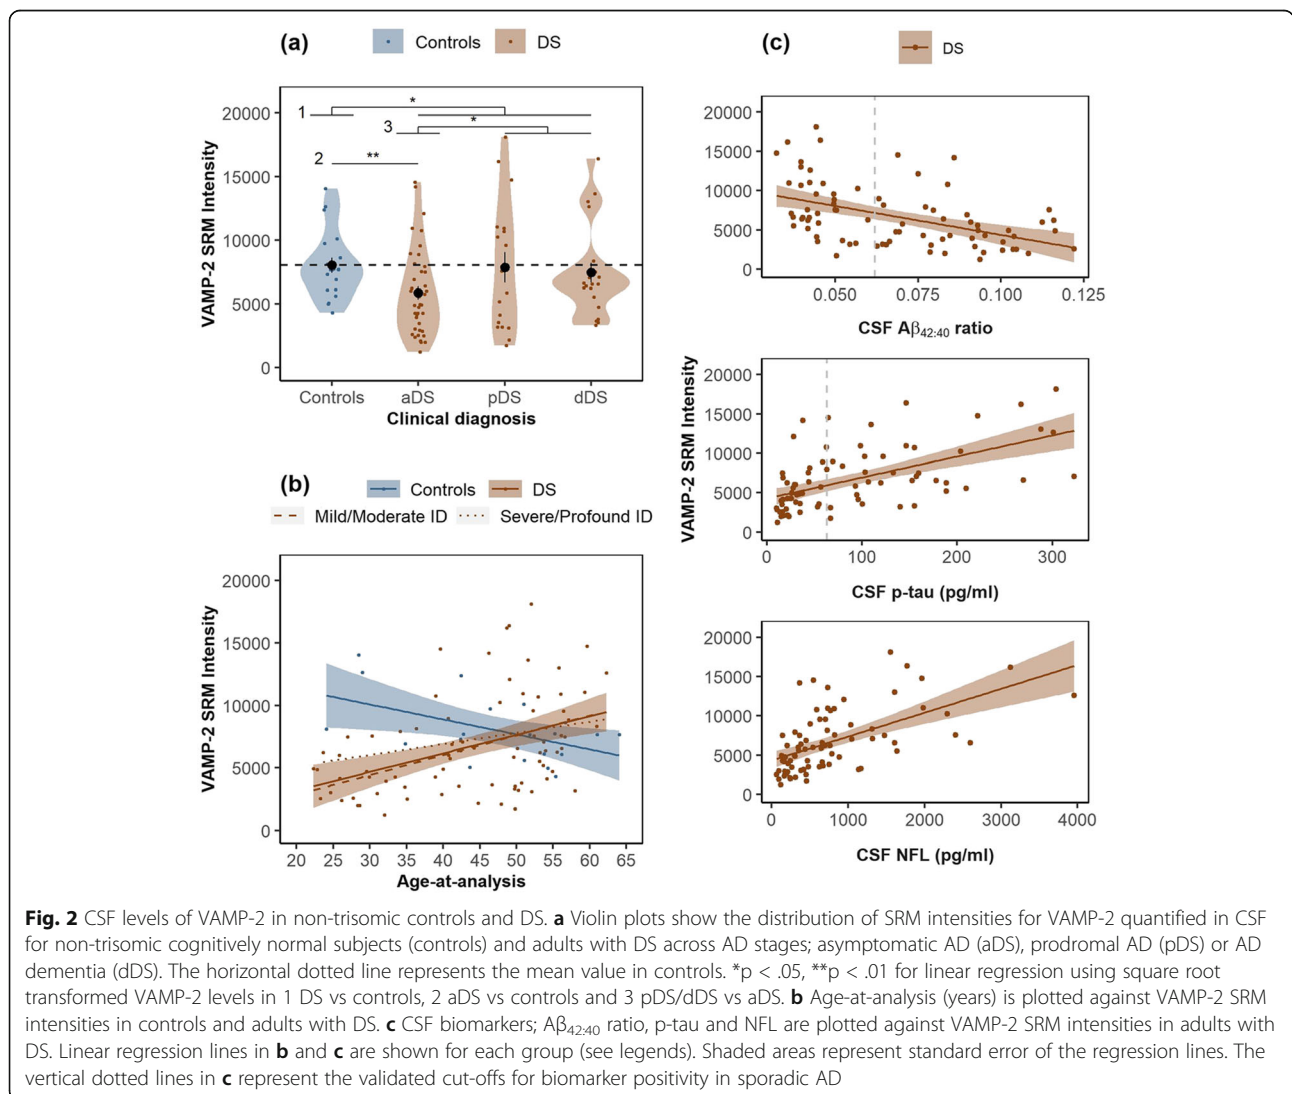 (a)
Controls
DS
VAMP-2 SRM Intensity
20000
15000
10000
5000
0
1
*
3
*
2
**
Controls
aDS
pDS
dDS
Clinical diagnosis
(b)
Controls
DS
Mild/Moderate ID
Severe/Profound ID
VAMP-2 SRM Intensity
20000
15000
10000
5000
0
20 25 30 35 40 45 50 55 60 65
Age-at-analysis
(c)
DS
20000
15000
10000
5000
0
0.050 0.075 0.100 0.125
CSF Aβ42:40 ratio
VAMP-2 SRM Intensity
20000
15000
10000
5000
0
0 100 200 300
CSF p-tau (pg/ml)
20000
15000
10000
5000
0
0 1000 2000 3000 4000
CSF NFL (pg/ml)
Fig. 2 CSF levels of VAMP-2 in non-trisomic controls and DS. a Violin plots show the distribution of SRM intensities for VAMP-2 quantified in CSF
for non-trisomic cognitively normal subjects (controls) and adults with DS across AD stages; asymptomatic AD (aDS), prodromal AD (pDS) or AD
dementia (dDS). The horizontal dotted line represents the mean value in controls. *p < .05, **p < .01 for linear regression using square root
transformed VAMP-2 levels in 1 DS vs controls, 2 aDS vs controls and 3 pDS/dDS vs aDS. b Age-at-analysis (years) is plotted against VAMP-2 SRM
intensities in controls and adults with DS. c CSF biomarkers; Aβ42:40 ratio, p-tau and NFL are plotted against VAMP-2 SRM intensities in adults with
DS. Linear regression lines in b and c are shown for each group (see legends). Shaded areas represent standard error of the regression lines. The
vertical dotted lines in c represent the validated cut-offs for biomarker positivity in sporadic AD